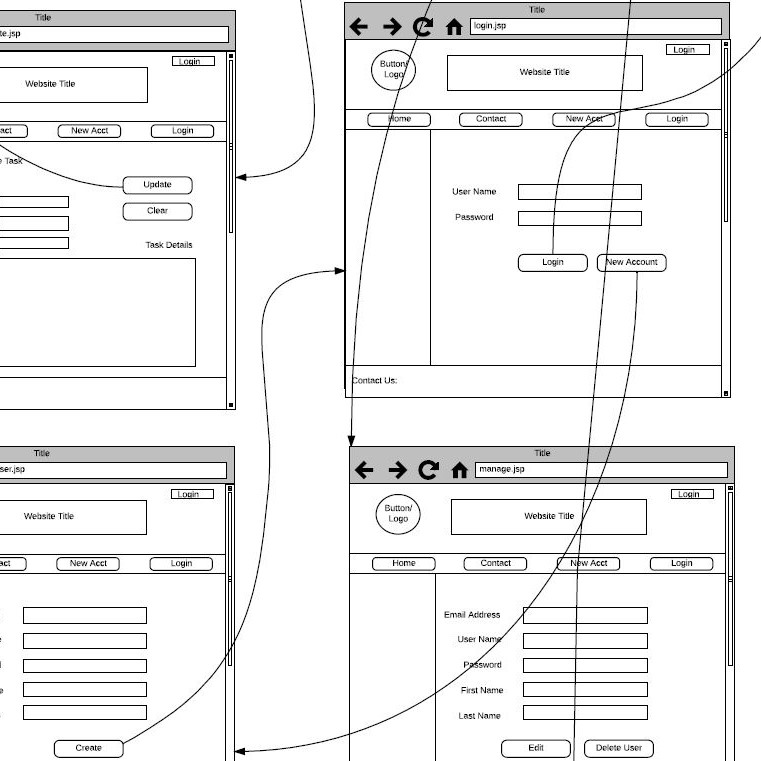 Title
te.jsp
Login
Website Title
act
New Acct
Login
Task
Update
Clear
Task Details
Title
login.jsp
Login
Button/
Logo
Website Title
Home
Contact
New Acct
Login
User Name
Password
Login
New Account
Contact Us:
Title
ser.jsp
Login
Website Title
act
New Acct
Login
Create
Title
manage.jsp
Login
Button/
Logo
Website Title
Home
Contact
New Acct
Login
Email Address
User Name
Password
First Name
Last Name
Edit
Delete User